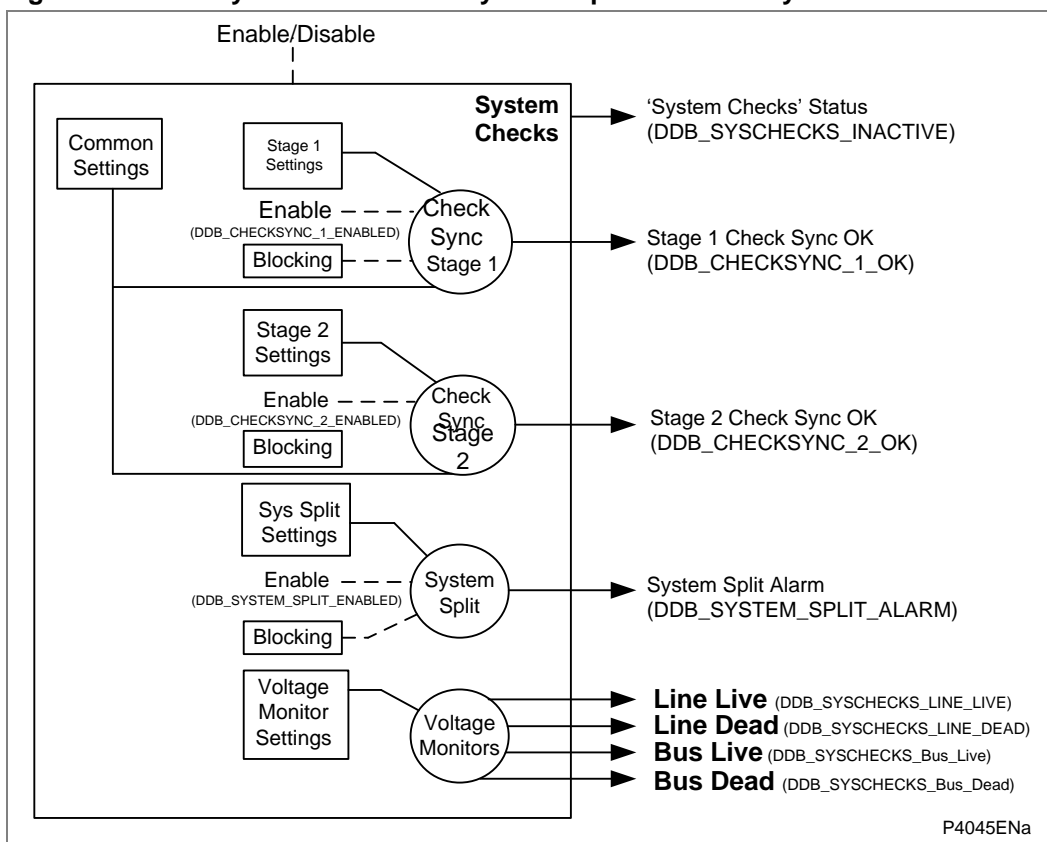 Enable/Disable
System
Checks
'System Checks' Status
(DDB_SYSCHECKS_INACTIVE)
Common
Settings
Stage 1
Settings
Enable
(DDB_CHECKSYNC_1_ENABLED)
Blocking
Check
Sync
Stage 1
Stage 1 Check Sync OK
(DDB_CHECKSYNC_1_OK)
Stage 2
Settings
Enable
(DDB_CHECKSYNC_2_ENABLED)
Blocking
Check
Sync
Stage
2
Stage 2 Check Sync OK
(DDB_CHECKSYNC_2_OK)
Sys Split
Settings
Enable
(DDB_SYSTEM_SPLIT_ENABLED)
Blocking
System
Split
System Split Alarm
(DDB_SYSTEM_SPLIT_ALARM)
Voltage
Monitor
Settings
Voltage
Monitors
Line Live (DDB_SYSCHECKS_LINE_LIVE)
Line Dead (DDB_SYSCHECKS_LINE_DEAD)
Bus Live (DDB_SYSCHECKS_Bus_Live)
Bus Dead (DDB_SYSCHECKS_Bus_Dead)
P4045ENa